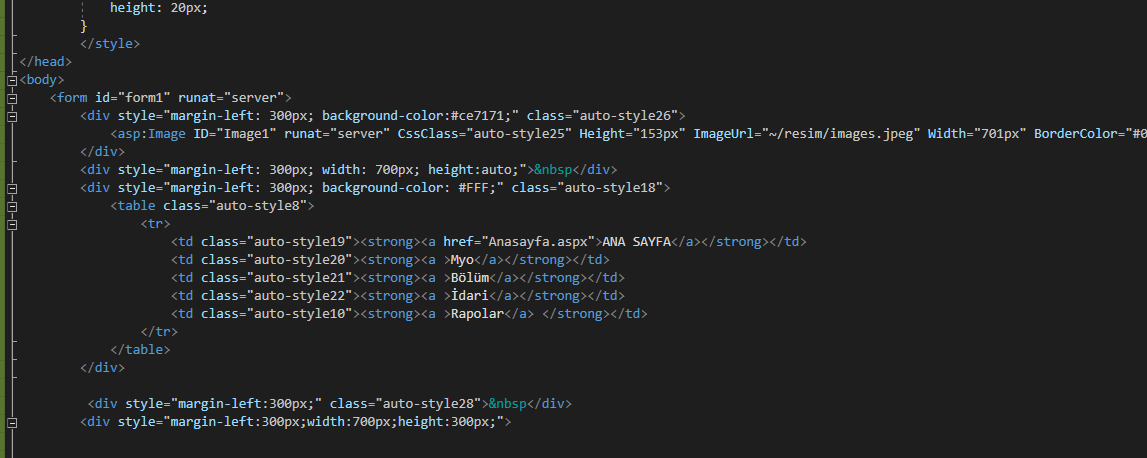 height: 20px;
}
</style>
</head>
<body>
<form id="form1" runat="server">
<div style="margin-left: 300px; background-color:#ce7171;" class="auto-style26">
<asp:Image ID="Image1" runat="server" CssClass="auto-style25" Height="153px" ImageUrl="~/resim/images.jpeg" Width="701px" BorderColor="#0
</div>
<div style="margin-left: 300px; width: 700px; height:auto;">&nbsp</div>
<div style="margin-left: 300px; background-color: #FFF;" class="auto-style18">
<table class="auto-style8">
<tr>
<td class="auto-style19"><strong><a href="Anasayfa.aspx">ANA SAYFA</a></strong></td>
<td class="auto-style20"><strong><a >Myo</a></strong></td>
<td class="auto-style21"><strong><a >Bölüm</a></strong></td>
<td class="auto-style22"><strong><a >İdari</a></strong></td>
<td class="auto-style10"><strong><a >Rapolar</a> </strong></td>
</tr>
</table>
</div>
<div style="margin-left:300px;" class="auto-style28">&nbsp</div>
<div style="margin-left:300px;width:700px;height:300px;">